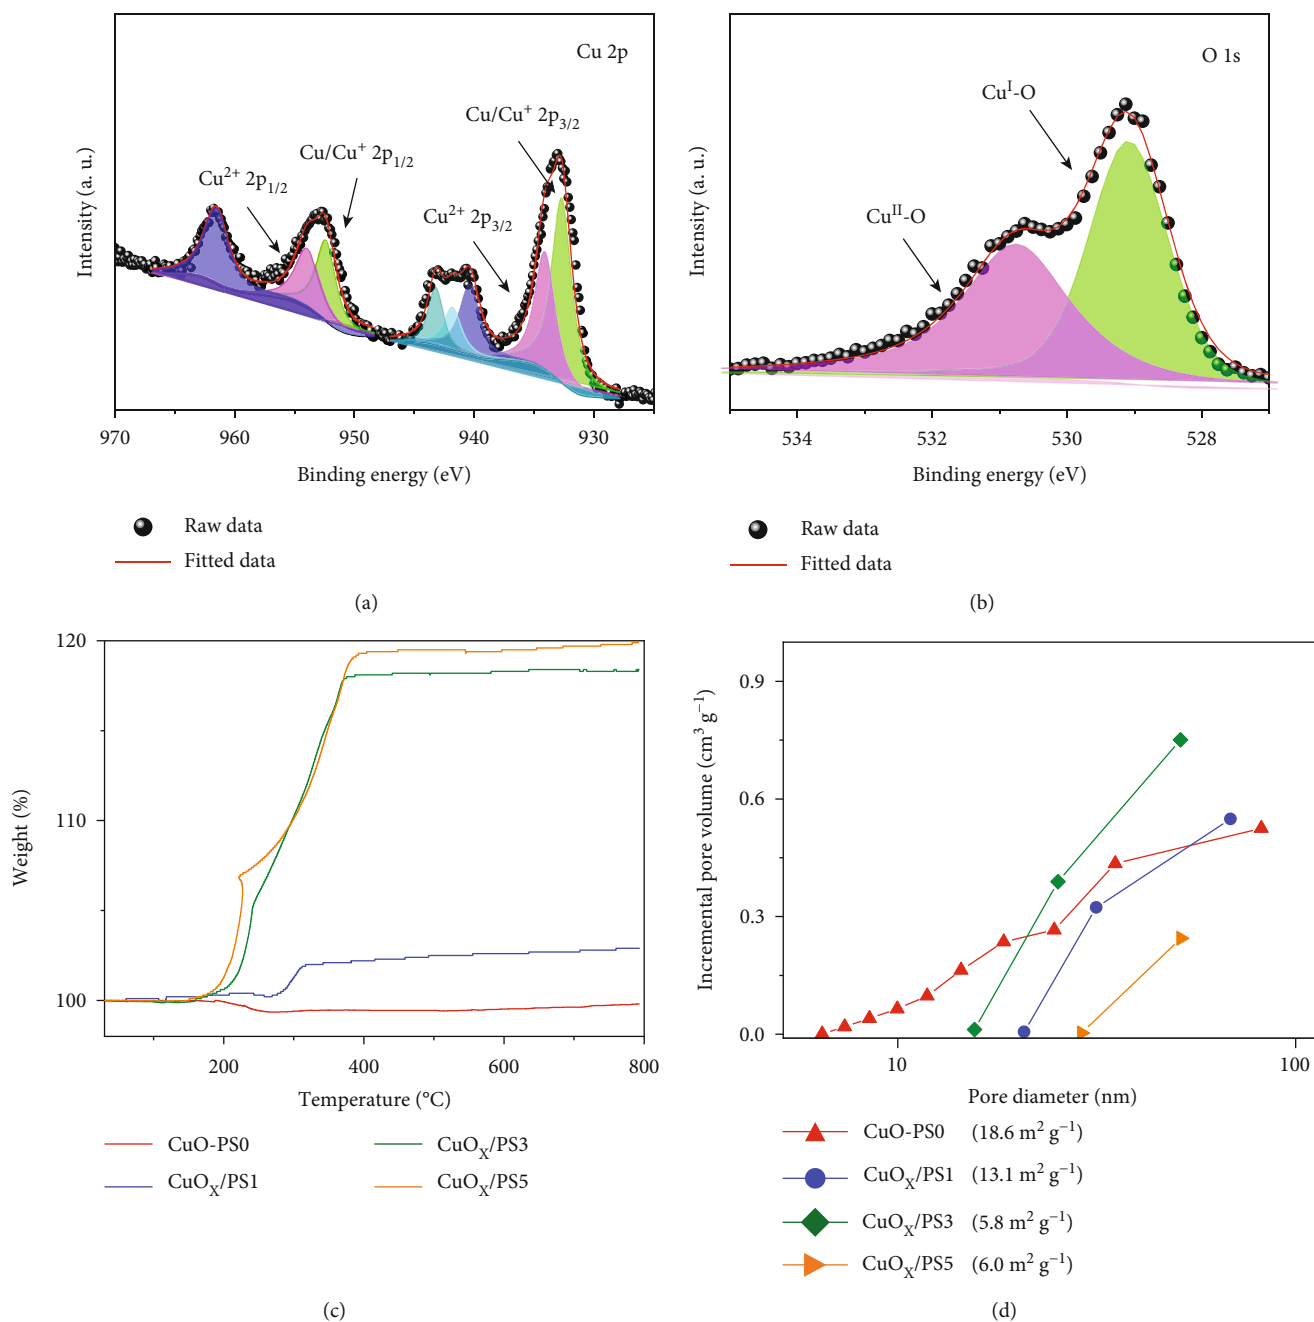 Cu 2p
Cu/Cu⁺ 2p₃/₂
Cu/Cu⁺ 2p₁/₂
Cu²⁺ 2p₁/₂
Cu²⁺ 2p₃/₂
Intensity (a. u.)
970 960 950 940 930
Binding energy (eV)
Raw data
Fitted data
(a)
O 1s
Cuᴵ-O
Cuᴵᴵ-O
Intensity (a. u.)
534 532 530 528
Binding energy (eV)
Raw data
Fitted data
(b)
120
110
100
Weight (%)
200 400 600 800
Temperature (°C)
CuO-PS0
CuOₓ/PS3
CuOₓ/PS1
CuOₓ/PS5
(c)
0.9
0.6
0.3
0.0
Incremental pore volume (cm³ g⁻¹)
10 100
Pore diameter (nm)
CuO-PS0 (18.6 m² g⁻¹)
CuOₓ/PS1 (13.1 m² g⁻¹)
CuOₓ/PS3 (5.8 m² g⁻¹)
CuOₓ/PS5 (6.0 m² g⁻¹)
(d)